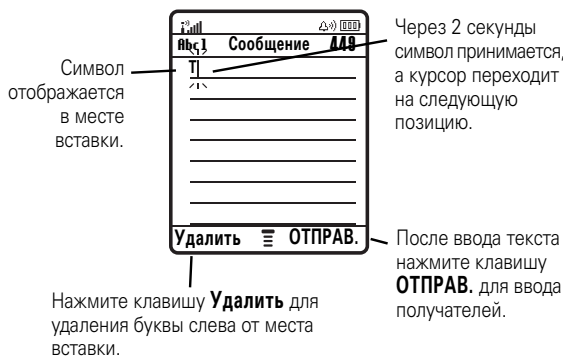 Abc1 Сообщение 449
T
Символ
отображается
в месте
вставки.
Через 2 секунды
символ принимается,
а курсор переходит
на следующую
позицию.
Удалить ОТПРАВ.
Нажмите клавишу Удалить для
удаления буквы слева от места
вставки.
После ввода текста
нажмите клавишу
ОТПРАВ. для ввода
получателей.